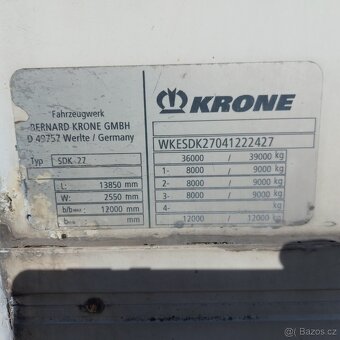 Fahrzeugwerk
BERNARD KRONE GMBH
D 49757 Werlte / Germany
Typ SDK 27
L: 13850 mm
W: 2550 mm
b/bmax: 12000 mm
b: mm
KRONE
WKESDK27041222427
36000 / 39000 kg
1- 8000 / 9000 kg
2- 8000 / 9000 kg
3- 8000 / 9000 kg
4- kg
12000 / 12000 kg
© Bazos.cz